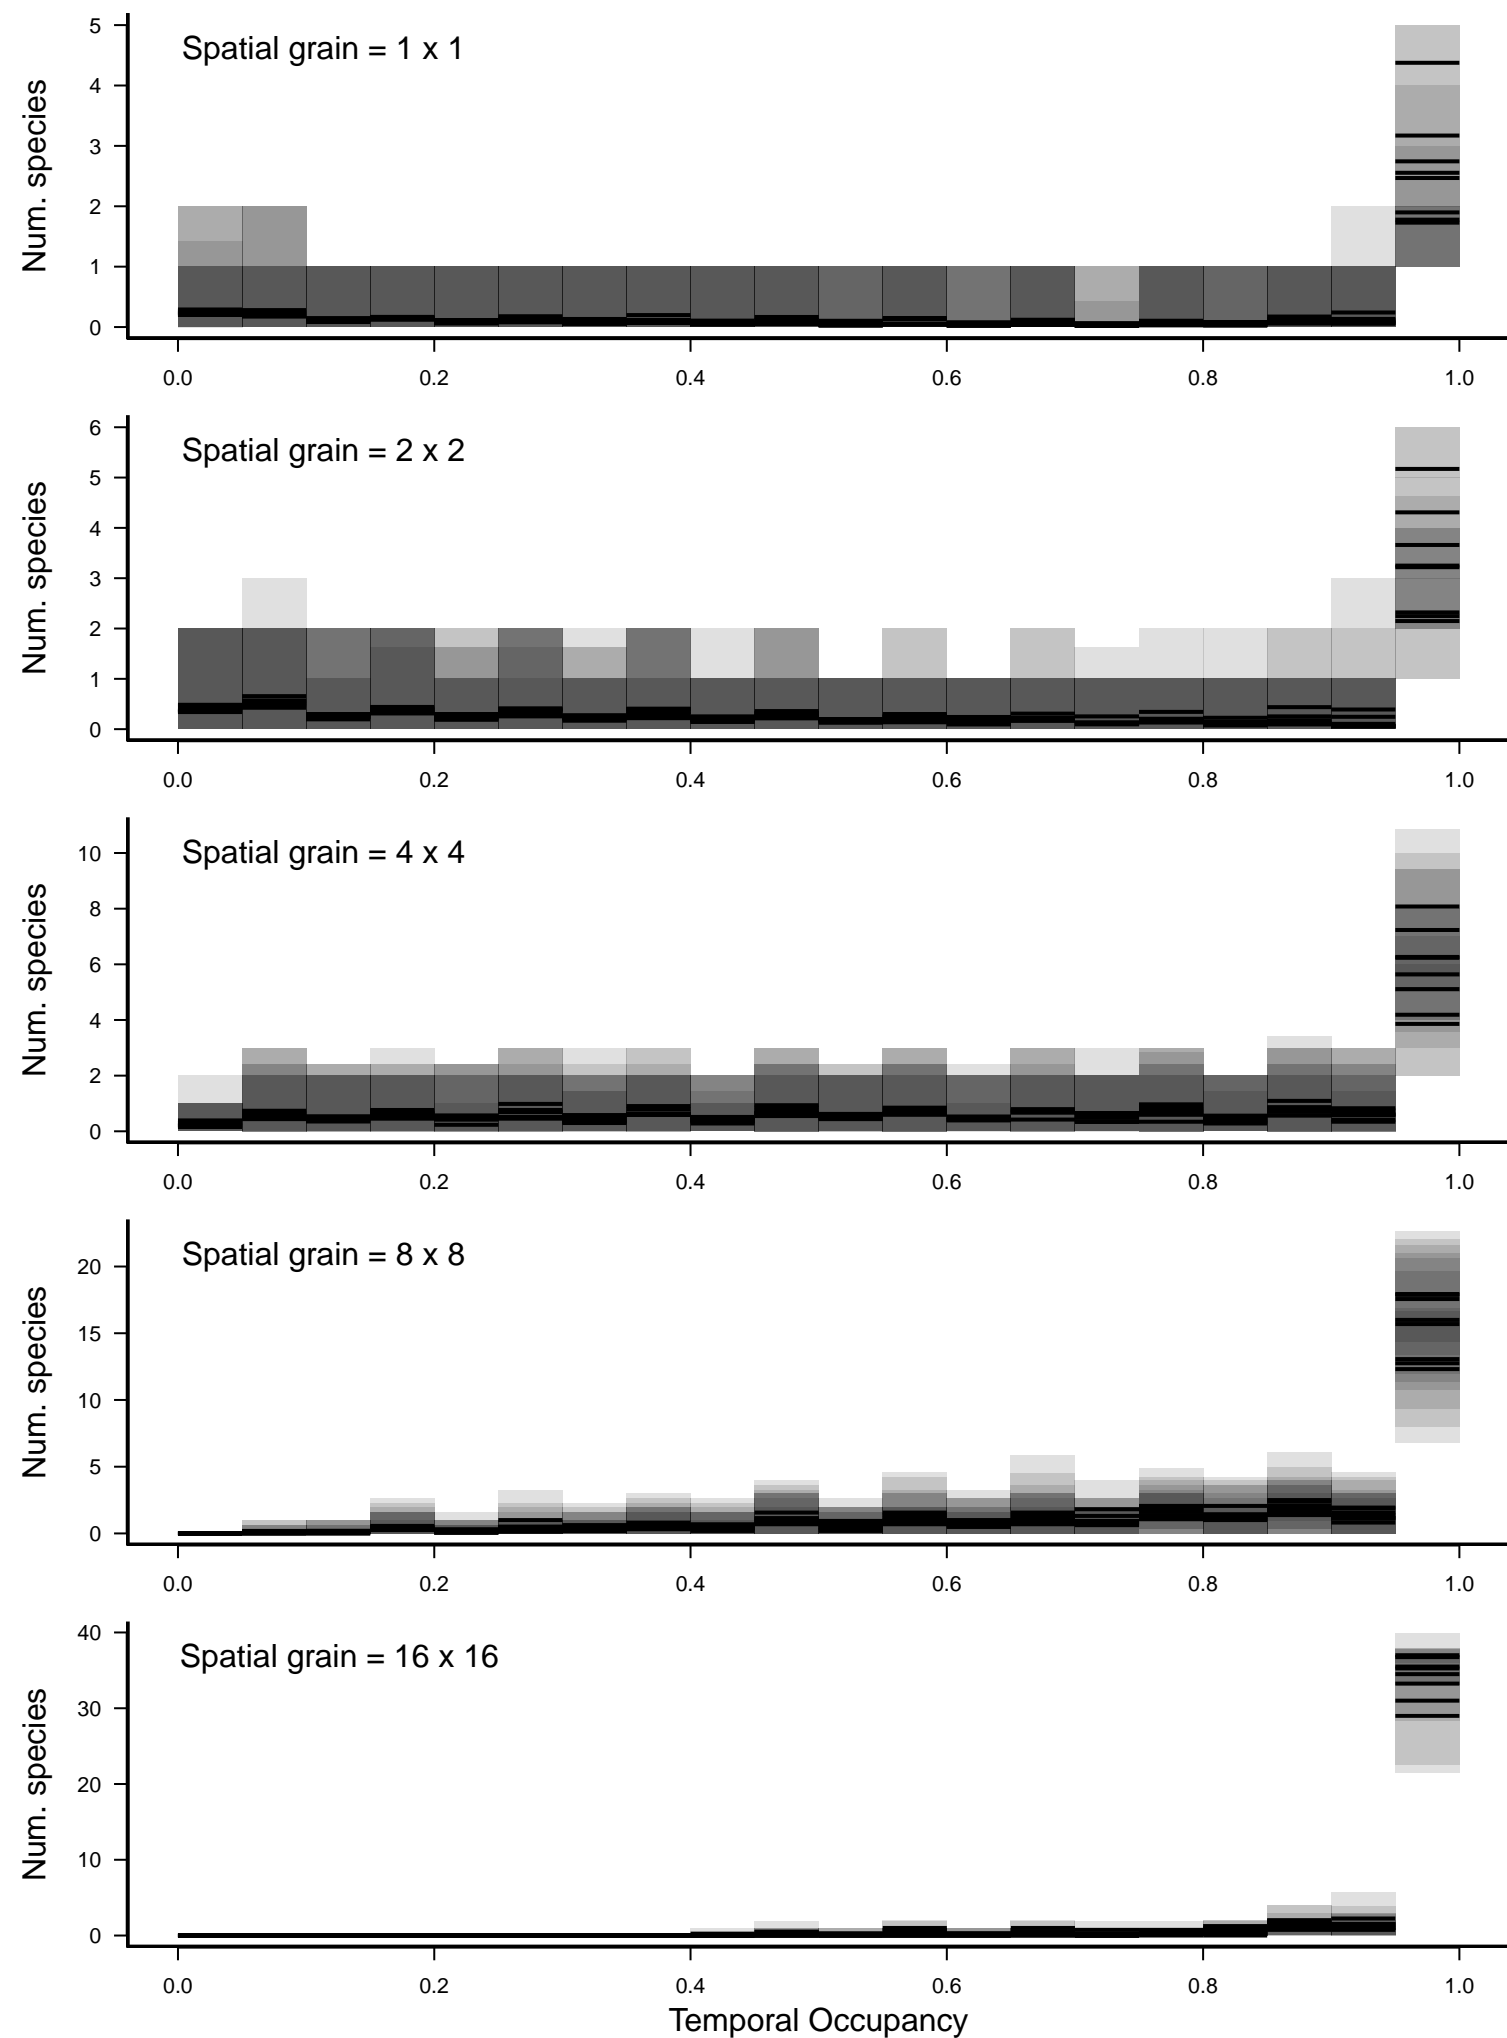 Spatial grain = 1 x 1
Num. species
5
4
3
2
1
0
0.0 0.2 0.4 0.6 0.8 1.0
Spatial grain = 2 x 2
Num. species
6
5
4
3
2
1
0
0.0 0.2 0.4 0.6 0.8 1.0
Spatial grain = 4 x 4
Num. species
10
8
6
4
2
0
0.0 0.2 0.4 0.6 0.8 1.0
Spatial grain = 8 x 8
Num. species
20
15
10
5
0
0.0 0.2 0.4 0.6 0.8 1.0
Spatial grain = 16 x 16
Num. species
40
30
20
10
0
0.0 0.2 0.4 0.6 0.8 1.0
Temporal Occupancy